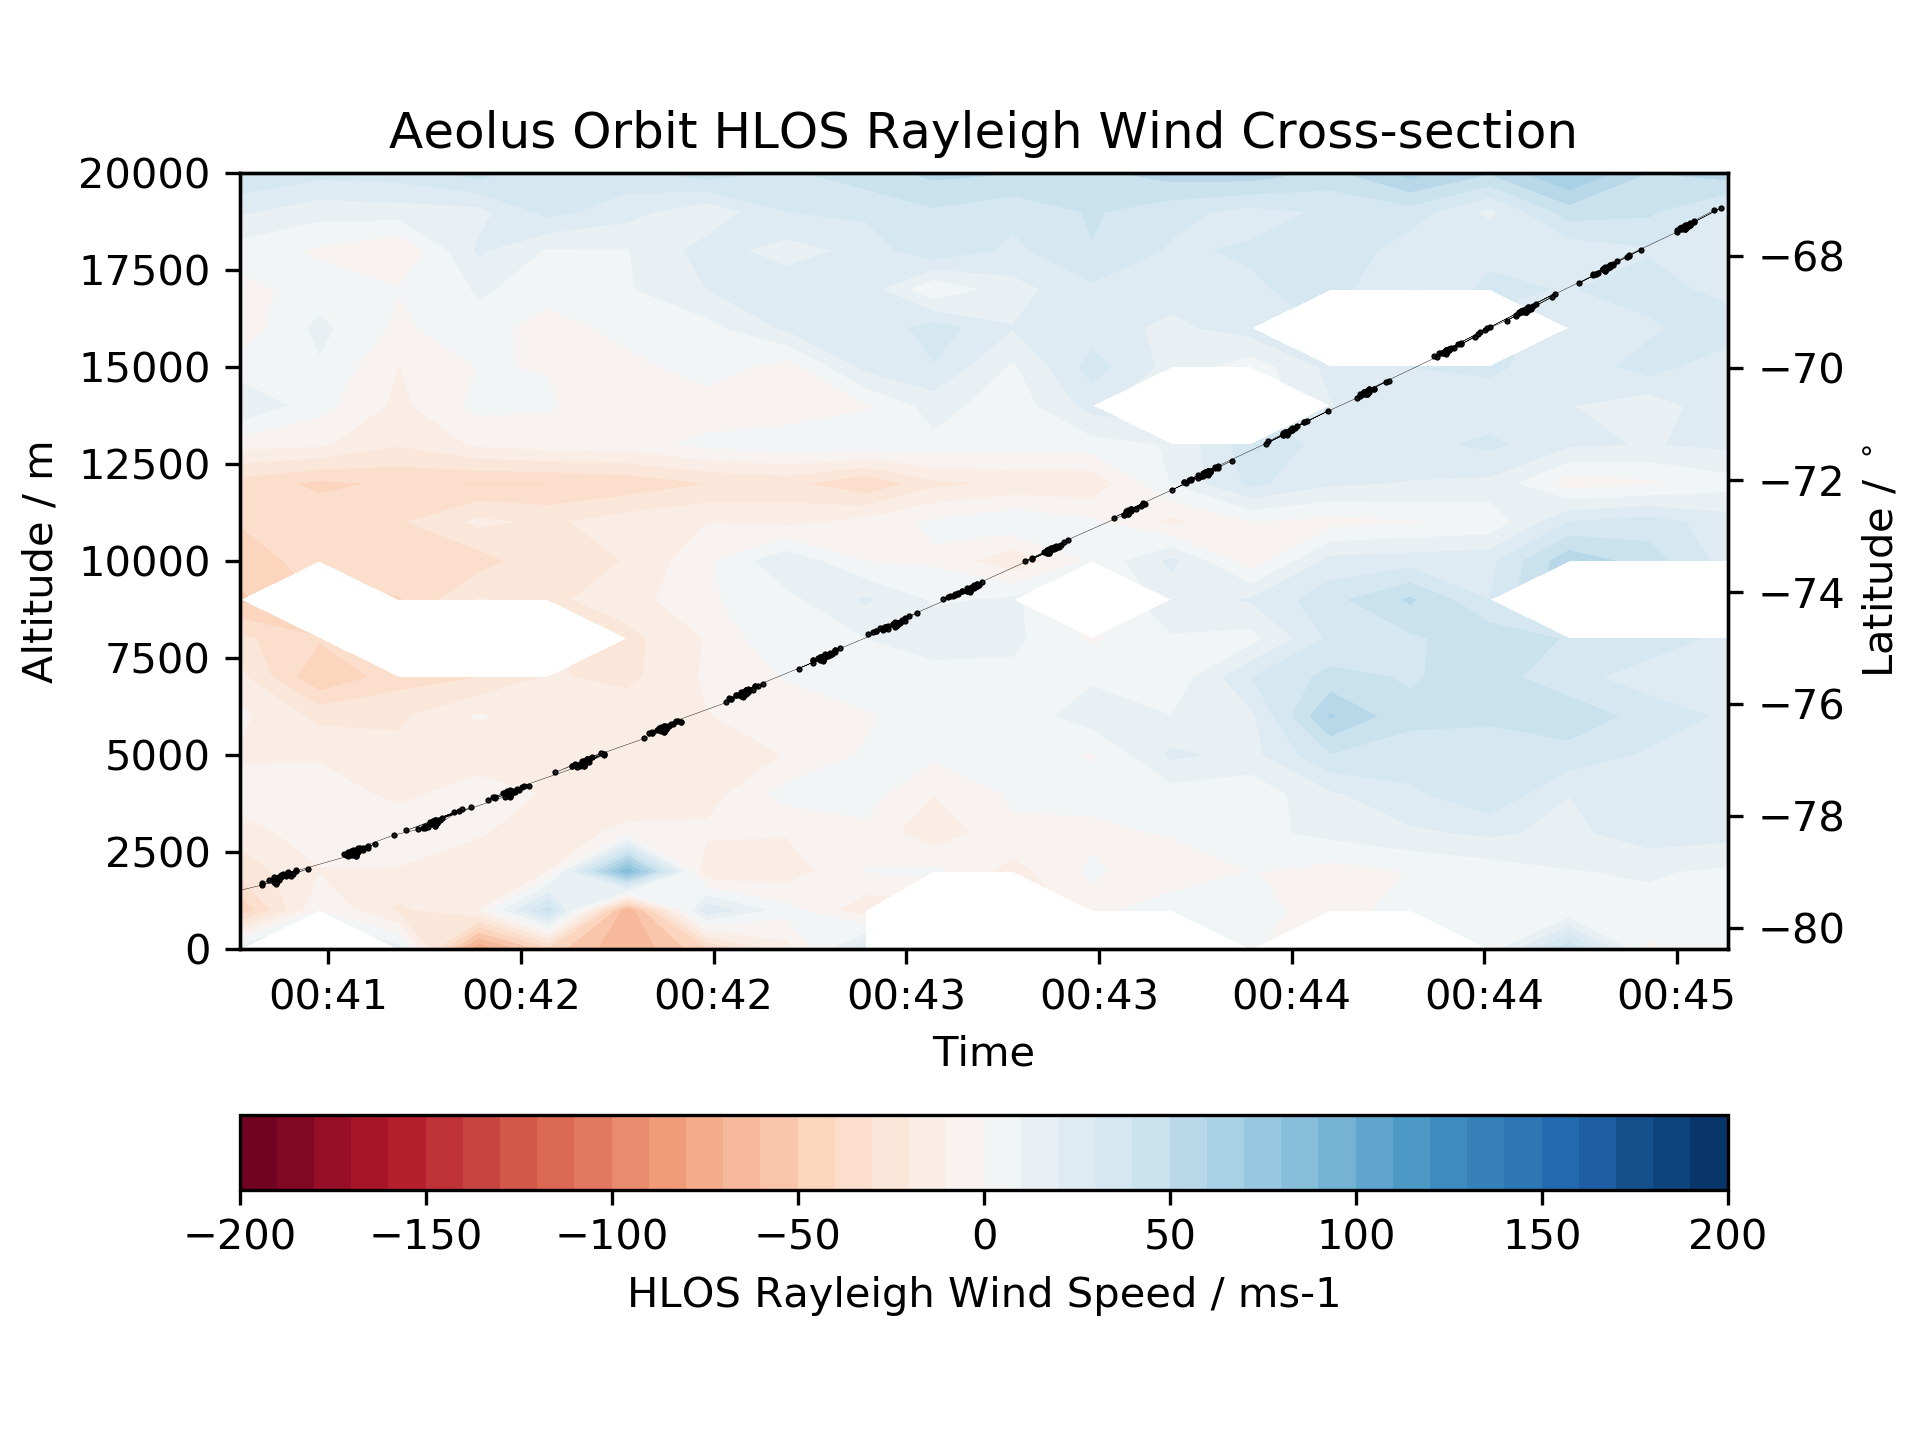 Aeolus Orbit HLOS Rayleigh Wind Cross-section
20000
17500
15000
12500
10000
7500
5000
2500
0
Altitude / m
−68
−70
−72
−74
−76
−78
−80
Latitude / °
00:41 00:42 00:42 00:43 00:43 00:44 00:44 00:45
Time
−200 −150 −100 −50 0 50 100 150 200
HLOS Rayleigh Wind Speed / ms-1